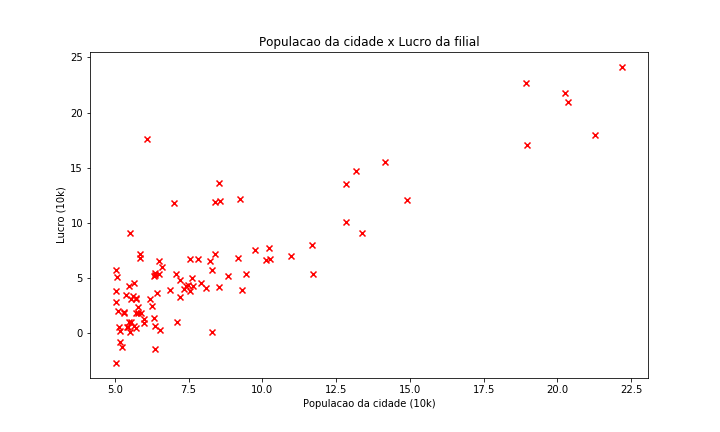 Populacao da cidade x Lucro da filial
25
20
15
10
5
0
Lucro (10k)
5.0 7.5 10.0 12.5 15.0 17.5 20.0 22.5
Populacao da cidade (10k)